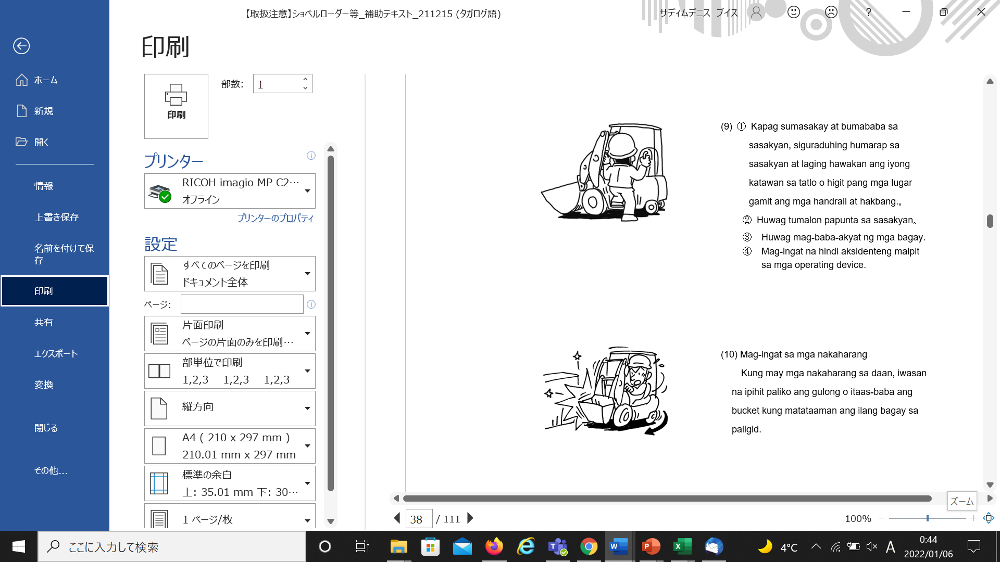 【取扱注意】ショベルローダー等_補助テキスト_211215 (タガログ語)
サディムデニス ブイス
?
印刷
ホーム
新規
開く
情報
上書き保存
名前を付けて保
存
印刷
共有
エクスポート
変換
閉じる
その他...
印刷
部数:
1
プリンター
RICOH imagio MP C2…
オフライン
プリンターのプロパティ
設定
すべてのページを印刷
ドキュメント全体
ページ:
片面印刷
ページの片面のみを印刷…
部単位で印刷
1,2,3 1,2,3 1,2,3
縦方向
A4 ( 210 x 297 mm )
210.01 mm x 297 mm
標準の余白
上: 35.01 mm 下: 30…
1 ページ/枚
(9) ① Kapag sumasakay at bumababa sa
sasakyan, siguraduhing humarap sa
sasakyan at laging hawakan ang iyong
katawan sa tatlo o higit pang mga lugar
gamit ang mga handrail at hakbang.。
② Huwag tumalon papunta sa sasakyan。
③ Huwag mag-baba-akyat ng mga bagay.
④ Mag-ingat na hindi aksidenteng maipit
sa mga operating device.
(10) Mag-ingat sa mga nakaharang
Kung may mga nakaharang sa daan, iwasan
na ipihit paliko ang gulong o itaas-baba ang
bucket kung matataaman ang ilang bagay sa
paligid.
ズーム
38 / 111
100%
ここに入力して検索
4°C
A
0:44
2022/01/06